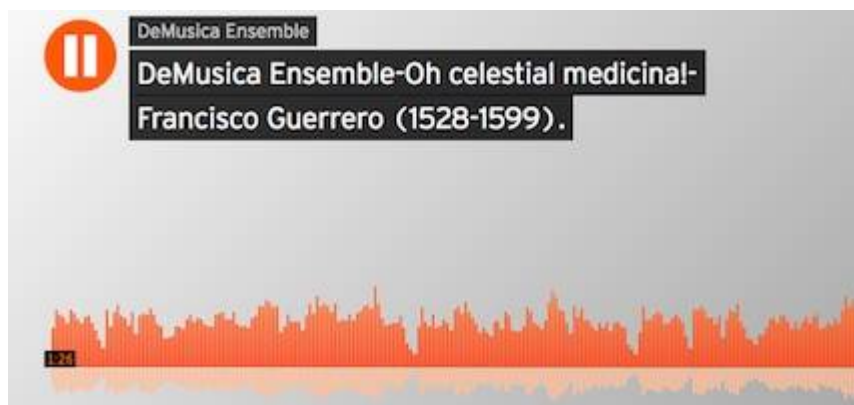 DeMusica Ensemble
DeMusica Ensemble-Oh celestial medicina!-
Francisco Guerrero (1528-1599).
1:26